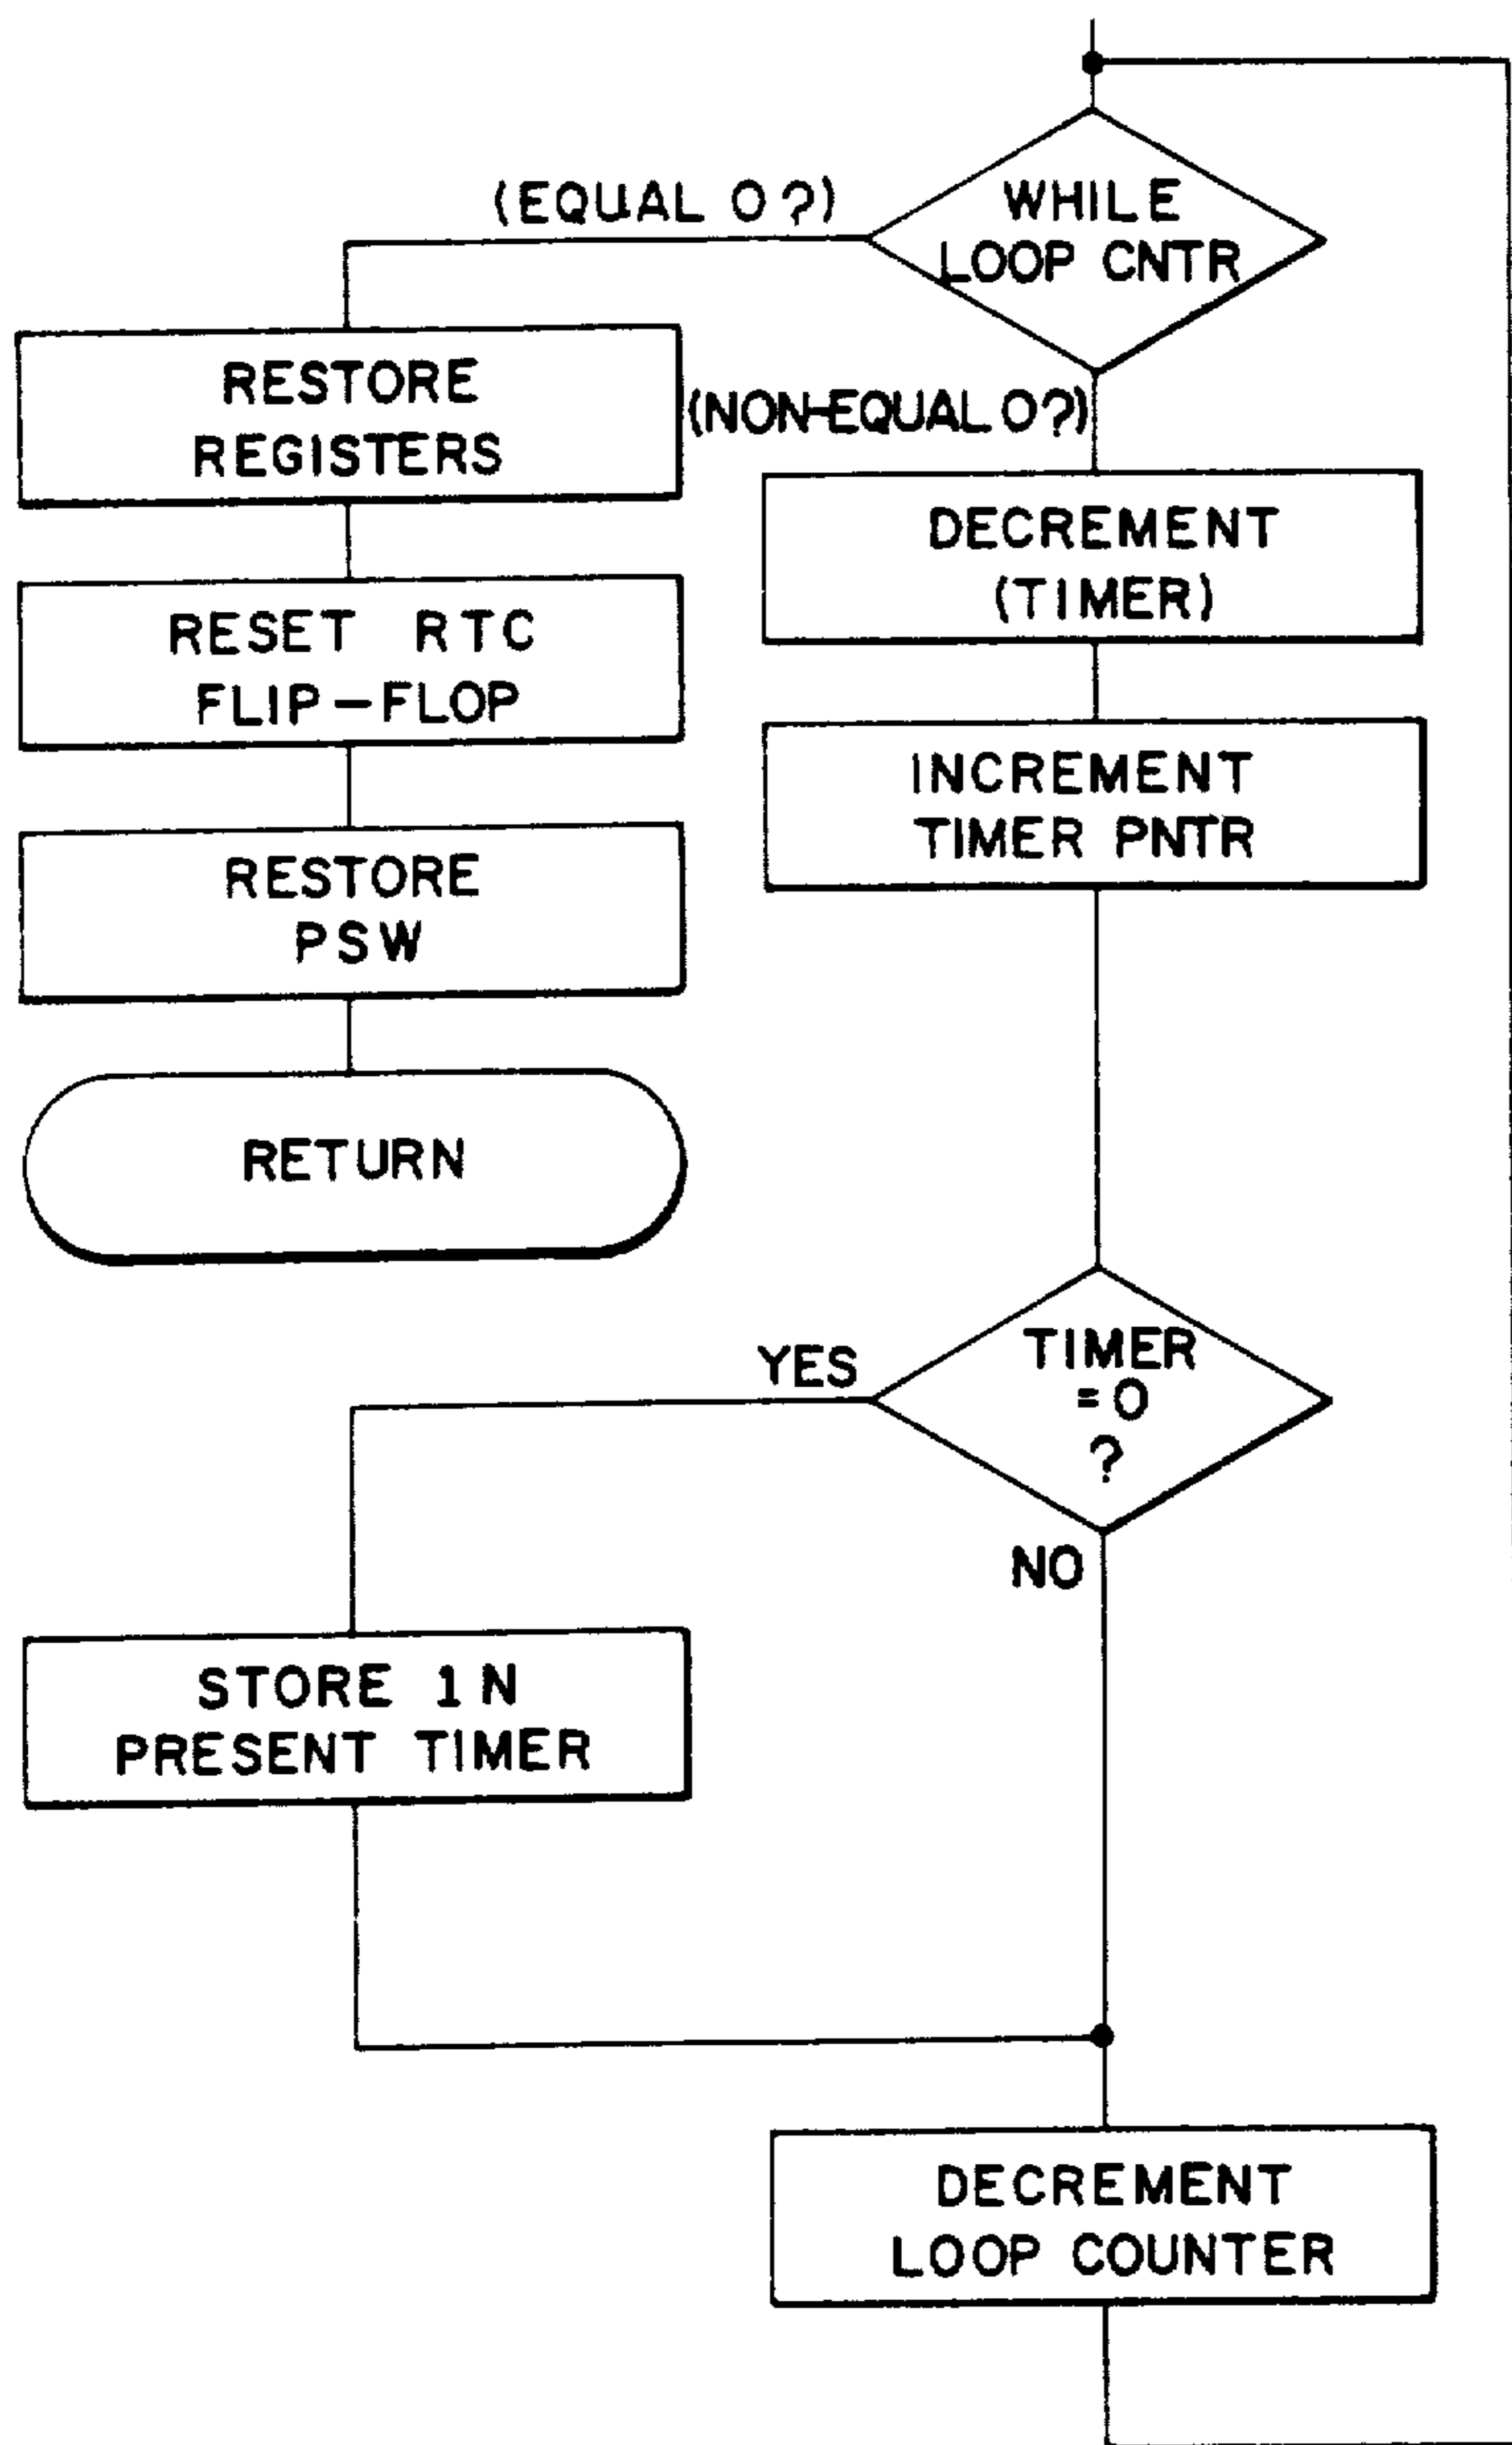 WHILE
LOOP CNTR
(EQUAL 0?)
(NON-EQUAL 0?)
RESTORE
REGISTERS
RESET RTC
FLIP-FLOP
RESTORE
PSW
RETURN
DECREMENT
(TIMER)
INCREMENT
TIMER PNTR
TIMER
=0
?
YES
NO
STORE 1 N
PRESENT TIMER
DECREMENT
LOOP COUNTER